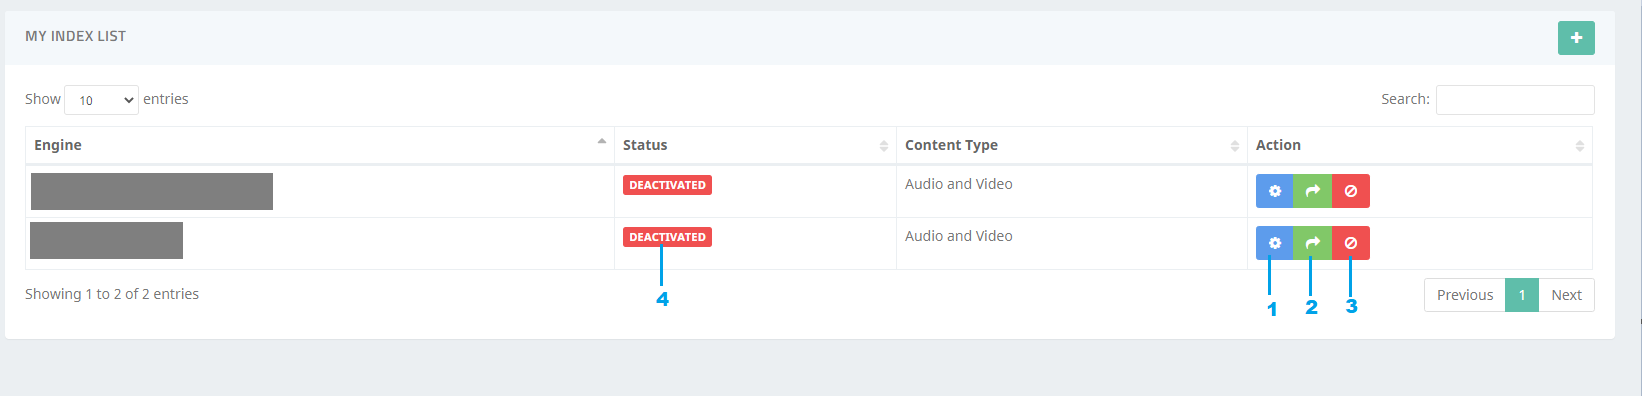 MY INDEX LIST
+
Show 10 entries
Search:
Engine Status Content Type Action
DEACTIVATED Audio and Video
DEACTIVATED Audio and Video
4 1 2 3
Showing 1 to 2 of 2 entries
Previous 1 Next